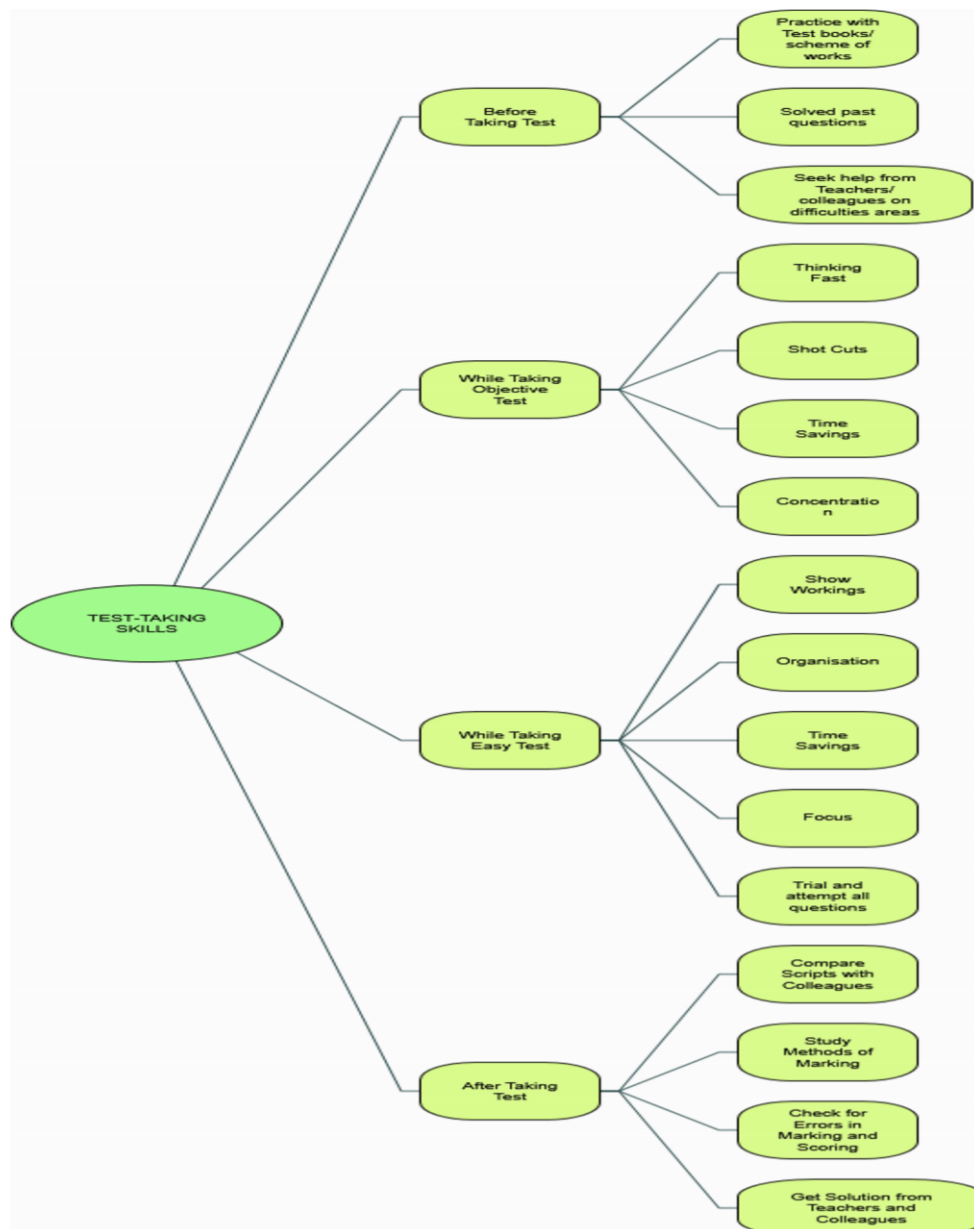 Practice with
Test books/
scheme of
works
Before
Taking Test
Solved past
questions
Seek help from
Teachers/
colleagues on
difficulties areas
Thinking
Fast
While Taking
Objective
Test
Shot Cuts
Time
Savings
Concentratio
n
TEST-TAKING
SKILLS
Show
Workings
Organisation
While Taking
Easy Test
Time
Savings
Focus
Trial and
attempt all
questions
Compare
Scripts with
Colleagues
Study
Methods of
Marking
After Taking
Test
Check for
Errors in
Marking and
Scoring
Get Solution from
Teachers and
Colleagues